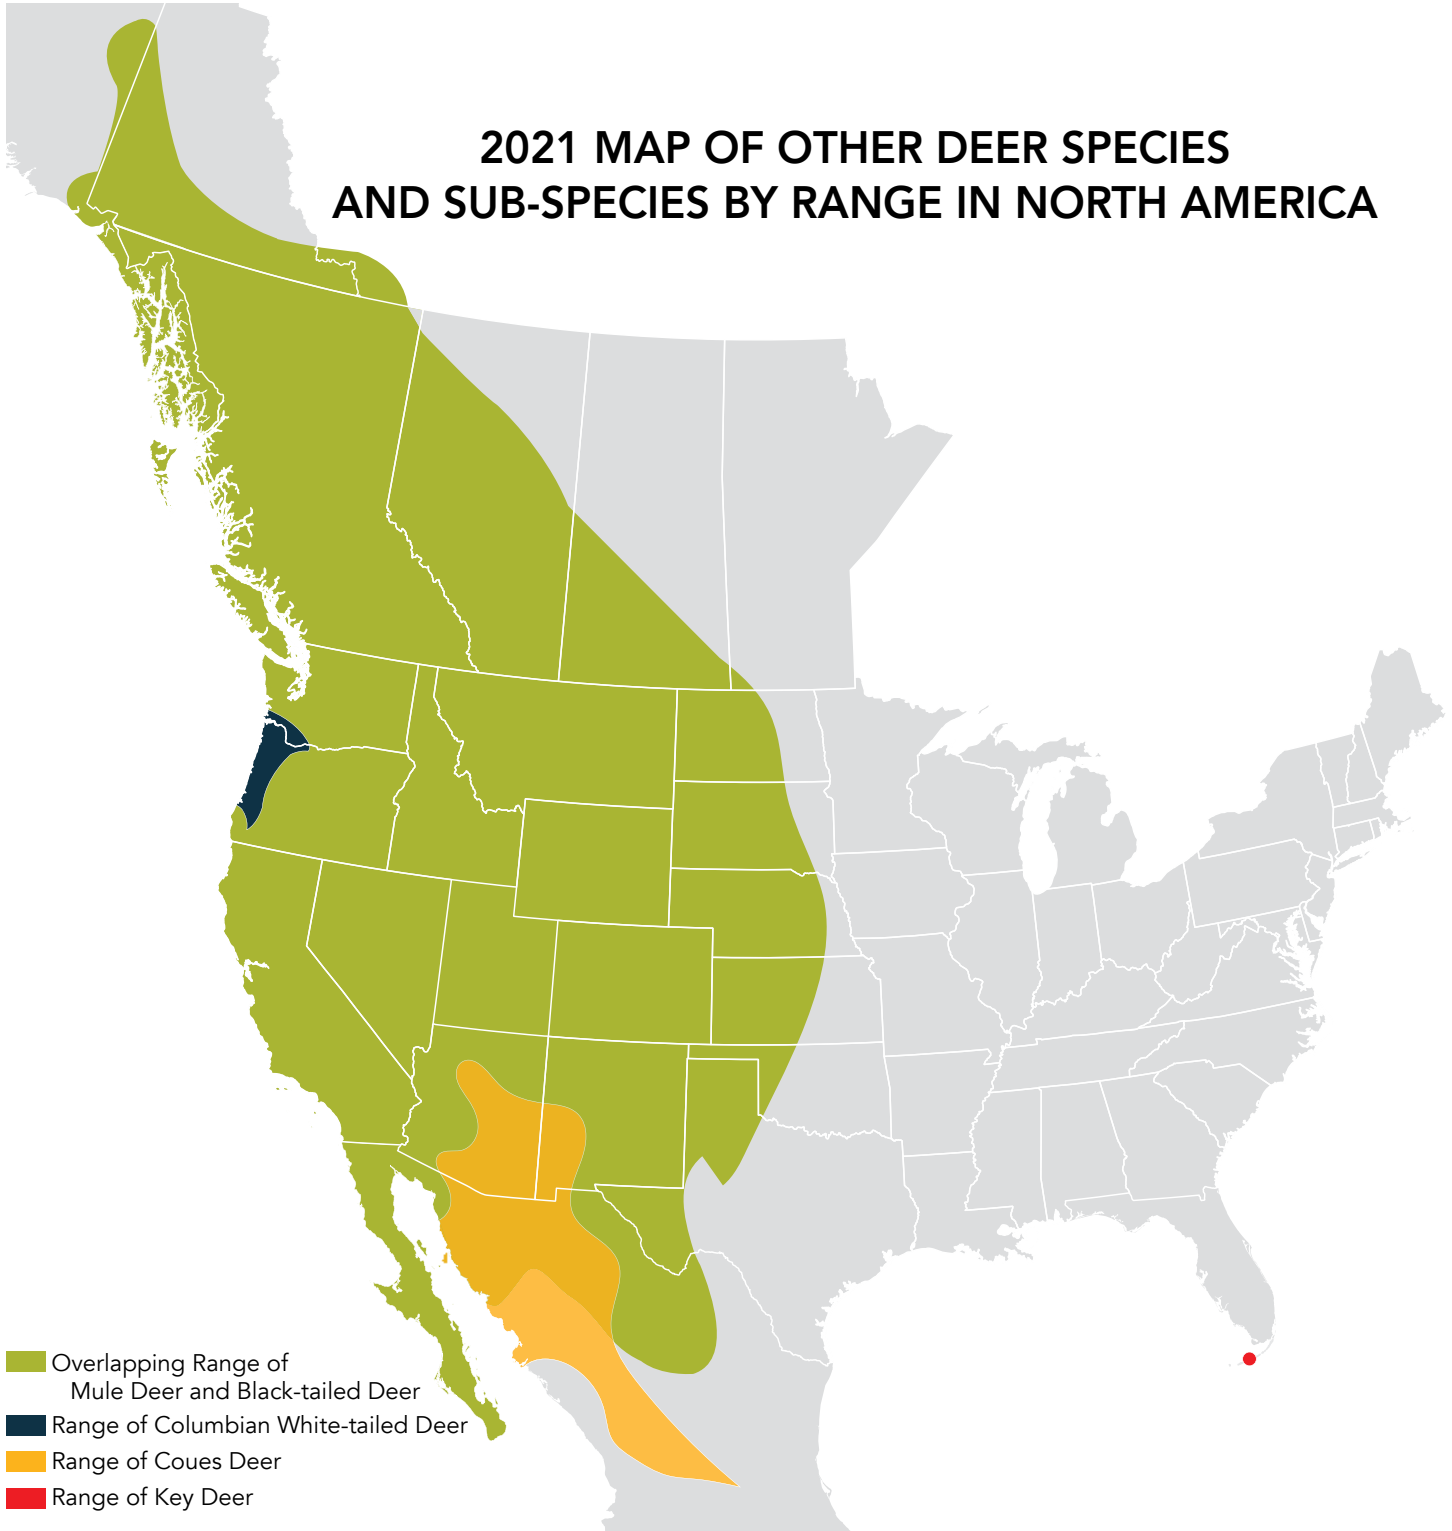 2021 MAP OF OTHER DEER SPECIES
AND SUB-SPECIES BY RANGE IN NORTH AMERICA
Overlapping Range of
Mule Deer and Black-tailed Deer
Range of Columbian White-tailed Deer
Range of Coues Deer
Range of Key Deer